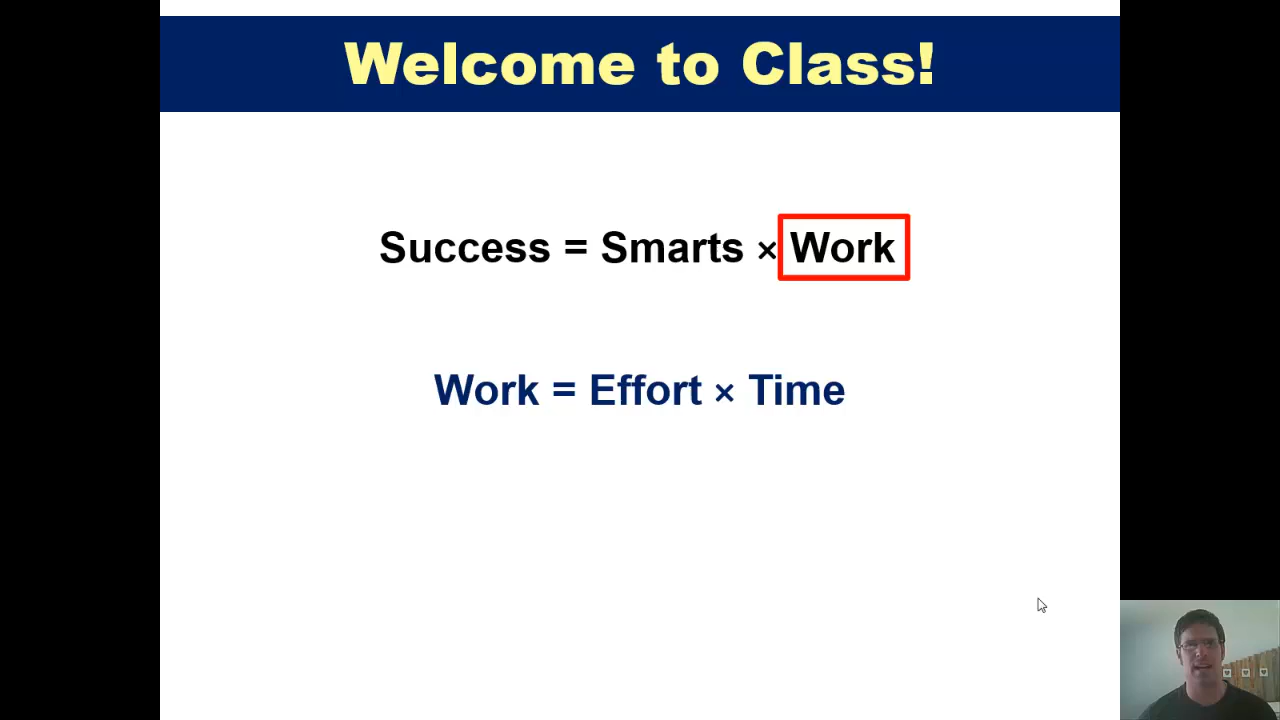 Welcome to Class!
Success = Smarts × Work
Work = Effort × Time